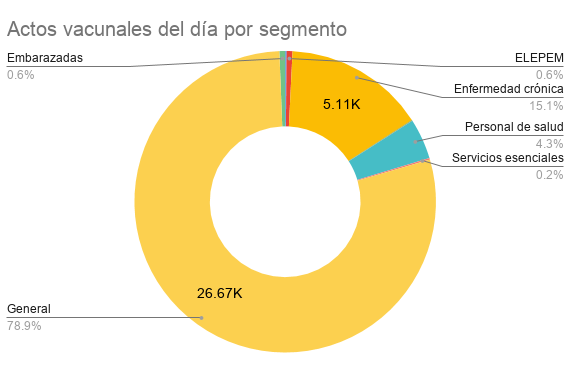 Actos vacunales del día por segmento
Embarazadas
0.6%
ELEPEM
0.6%
Enfermedad crónica
15.1%
5.11K
Personal de salud
4.3%
Servicios esenciales
0.2%
26.67K
General
78.9%